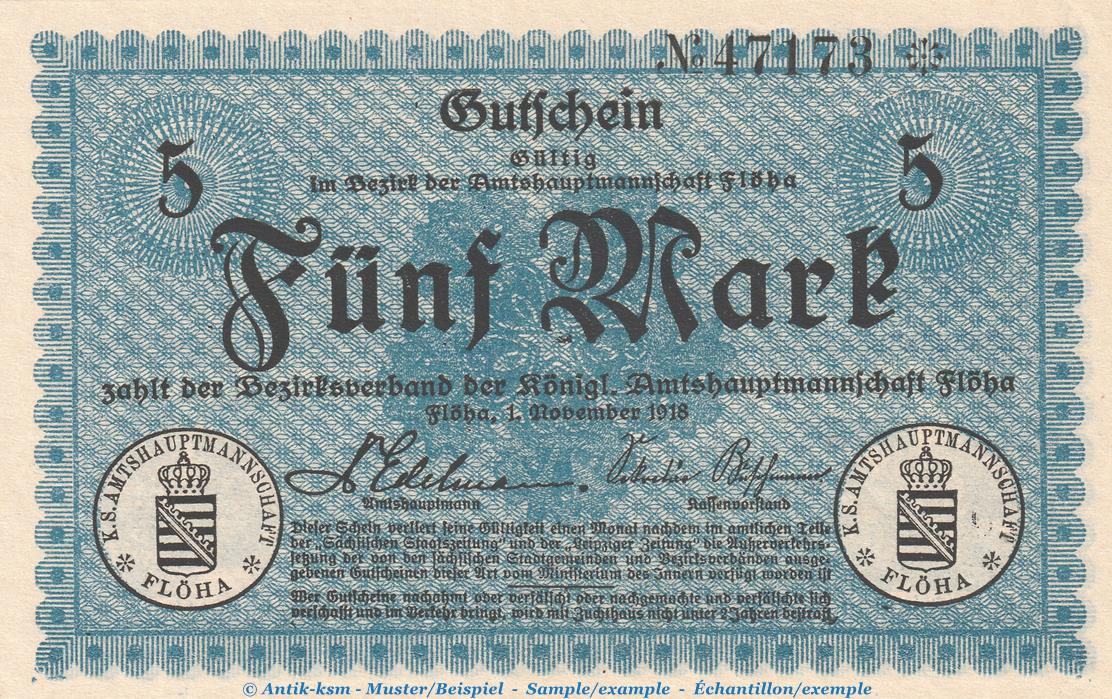 № 47173
Gutschein
Gültig
im Bezirk der Amtshauptmannschaft Flöha
5
5
Fünf Mark
zahlt der Bezirksverband der Königl. Amtshauptmannschaft Flöha
Flöha, 1. November 1918
K.S. AMTSHAUPTMANNSCHAFT
FLÖHA
Edelmann.
Amtshauptmann
Sekretär
Kassenvorstand
K.S. AMTSHAUPTMANNSCHAFT
FLÖHA
Dieser Schein verliert seine Gültigkeit einen Monat nachdem im amtlichen Teile
der „Sächsischen Staatszeitung" und der „Leipziger Zeitung" die Außerverkehrs-
setzung der von den sächsischen Stadtgemeinden und Bezirksverbänden ausge-
gebenen Gutscheinen dieser Art vom Ministerium des Innern verfügt worden ist
Wer Gutscheine nachahmt oder verfälscht oder nachgemachte und verfälschte sich
verschafft und im Verkehr bringt, wird mit Zuchthaus nicht unter 2 Jahren bestraft.
© Antik-ksm - Muster/Beispiel - Sample/example - Échantillon/exemple